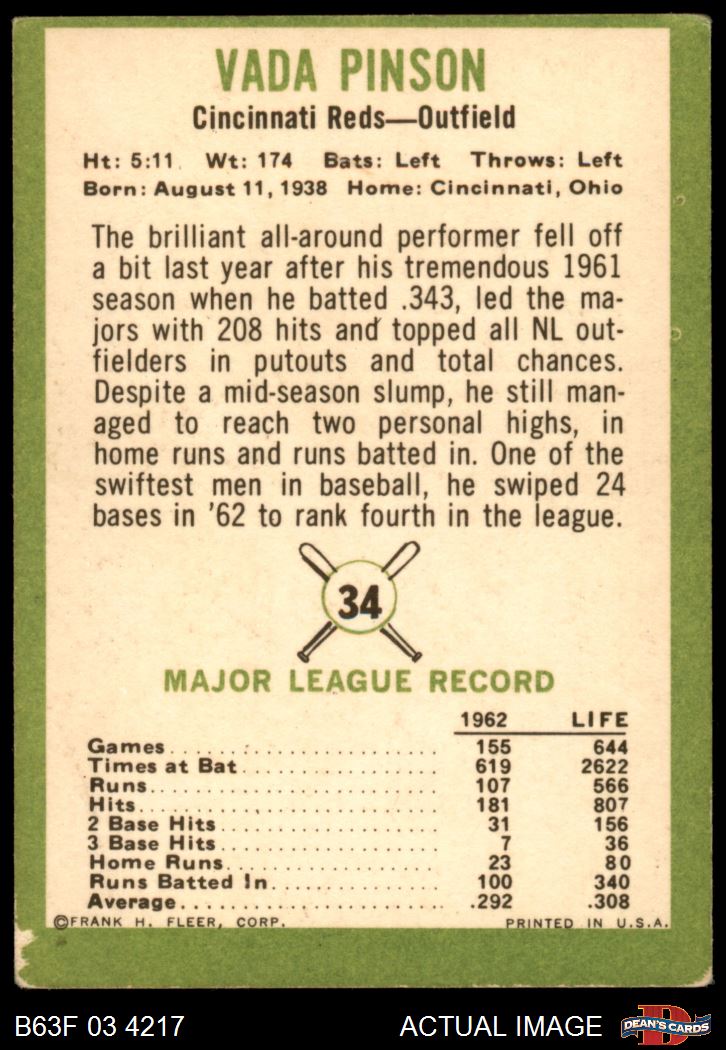 VADA PINSON
Cincinnati Reds—Outfield
Ht: 5:11 Wt: 174 Bats: Left Throws: Left
Born: August 11, 1938 Home: Cincinnati, Ohio
The brilliant all-around performer fell off
a bit last year after his tremendous 1961
season when he batted .343, led the ma-
jors with 208 hits and topped all NL out-
fielders in putouts and total chances.
Despite a mid-season slump, he still man-
aged to reach two personal highs, in
home runs and runs batted in. One of the
swiftest men in baseball, he swiped 24
bases in '62 to rank fourth in the league.
34
MAJOR LEAGUE RECORD
1962 LIFE
Games 155 644
Times at Bat 619 2622
Runs 107 566
Hits 181 807
2 Base Hits 31 156
3 Base Hits 7 36
Home Runs 23 80
Runs Batted In 100 340
Average .292 .308
©FRANK H. FLEER, CORP. PRINTED IN U.S.A.
B63F 03 4217 ACTUAL IMAGE DEAN'S CARDS